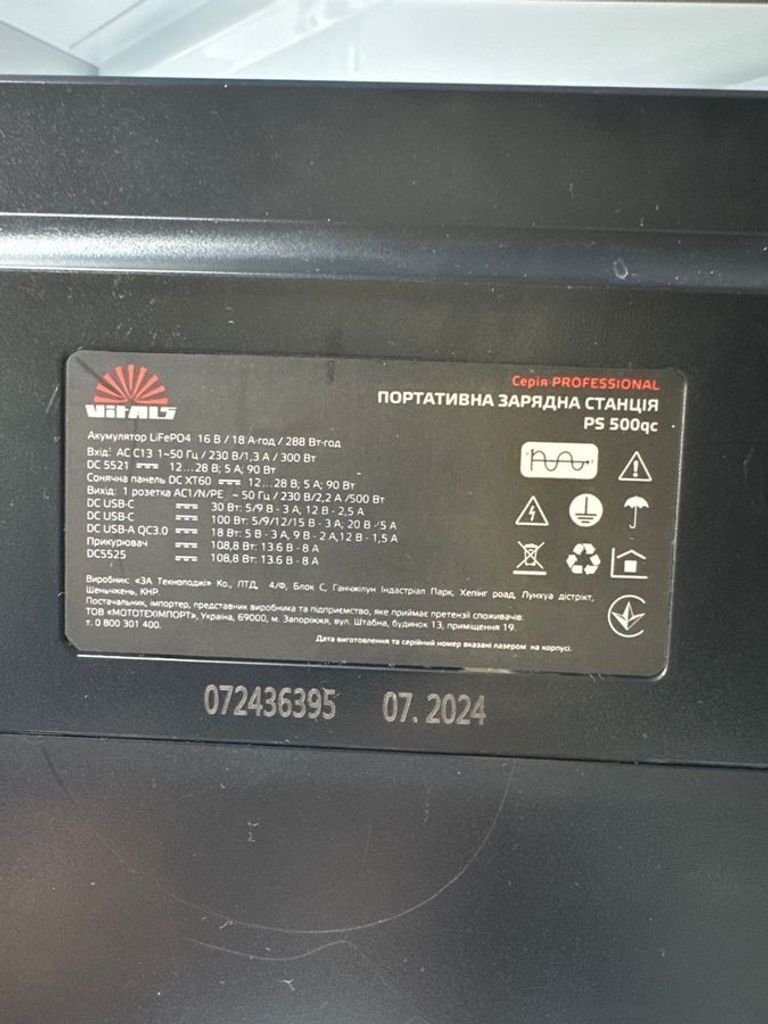 Vitals
Серія PROFESSIONAL
ПОРТАТИВНА ЗАРЯДНА СТАНЦІЯ
PS 500qc
Акумулятор LiFePO4 16 В / 18 А·год / 288 Вт·год
Вхід: AC C13 1~50 Гц / 230 В/1,3 А / 300 Вт
DC 5521 12...28 В; 5 А; 90 Вт
Сонячна панель DC XT60 12...28 В; 5 А; 90 Вт
Вихід: 1 розетка AC1/N/PE ~ 50 Гц / 230 В/2,2 А /500 Вт
DC USB-C 30 Вт: 5/9 В - 3 А; 12 В - 2,5 А
DC USB-C 100 Вт: 5/9/12/15 В - 3 А; 20 В -5 А
DC USB-A QC3.0 18 Вт: 5 В - 3 А, 9 В - 2 А,12 В - 1,5 А
Прикурювач 108,8 Вт: 13.6 В - 8 А
DC5525 108,8 Вт: 13.6 В - 8 А
Виробник: «ЗА Текнолоджі» Ко., ЛТД, 4/Ф, Блок С, Ганчжілун Індастріал Парк, Хепінг роад, Лунхуа дістрікт,
Шеньчжень, КНР.
Постачальник, імпортер, представник виробника та підприємство, яке приймає претензії споживачів:
ТОВ «МОТОТЕХІМПОРТ», Україна, 69000, м. Запоріжжя, вул. Штабна, будинок 13, приміщення 19.
т. 0 800 301 400.
Дата виготовлення та серійний номер вказані лазером на корпусі.
072436395 07. 2024